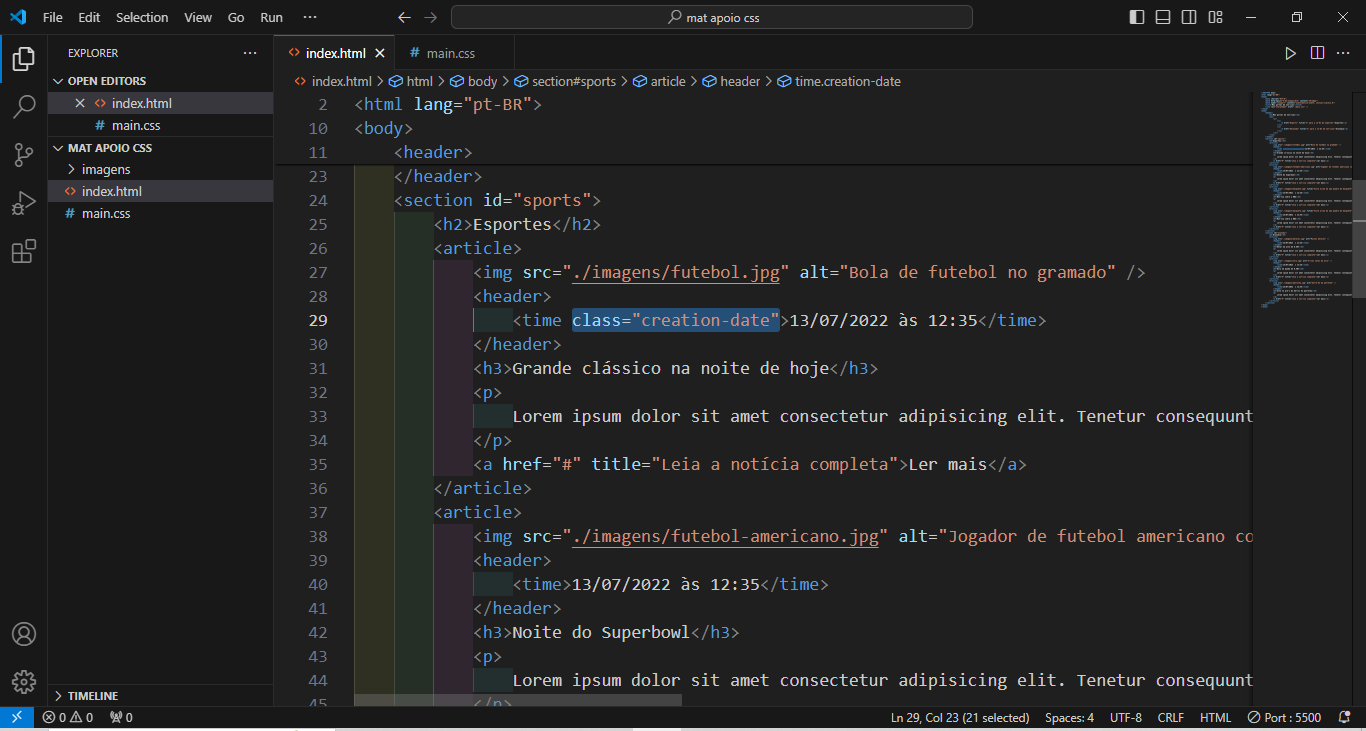 File Edit Selection View Go Run ··· mat apoio css
EXPLORER ···
OPEN EDITORS
index.html
main.css
MAT APOIO CSS
imagens
index.html
main.css
TIMELINE
index.html main.css
index.html > html > body > section#sports > article > header > time.creation-date
2 <html lang="pt-BR">
10 <body>
11 <header>
23 </header>
24 <section id="sports">
25 <h2>Esportes</h2>
26 <article>
27 <img src="./imagens/futebol.jpg" alt="Bola de futebol no gramado" />
28 <header>
29 <time class="creation-date">13/07/2022 às 12:35</time>
30 </header>
31 <h3>Grande clássico na noite de hoje</h3>
32 <p>
33 Lorem ipsum dolor sit amet consectetur adipisicing elit. Tenetur consequunt
34 </p>
35 <a href="#" title="Leia a notícia completa">Ler mais</a>
36 </article>
37 <article>
38 <img src="./imagens/futebol-americano.jpg" alt="Jogador de futebol americano co
39 <header>
40 <time>13/07/2022 às 12:35</time>
41 </header>
42 <h3>Noite do Superbowl</h3>
43 <p>
44 Lorem ipsum dolor sit amet consectetur adipisicing elit. Tenetur consequunt
45 </p>
0 0 0 Ln 29, Col 23 (21 selected) Spaces: 4 UTF-8 CRLF HTML Port : 5500